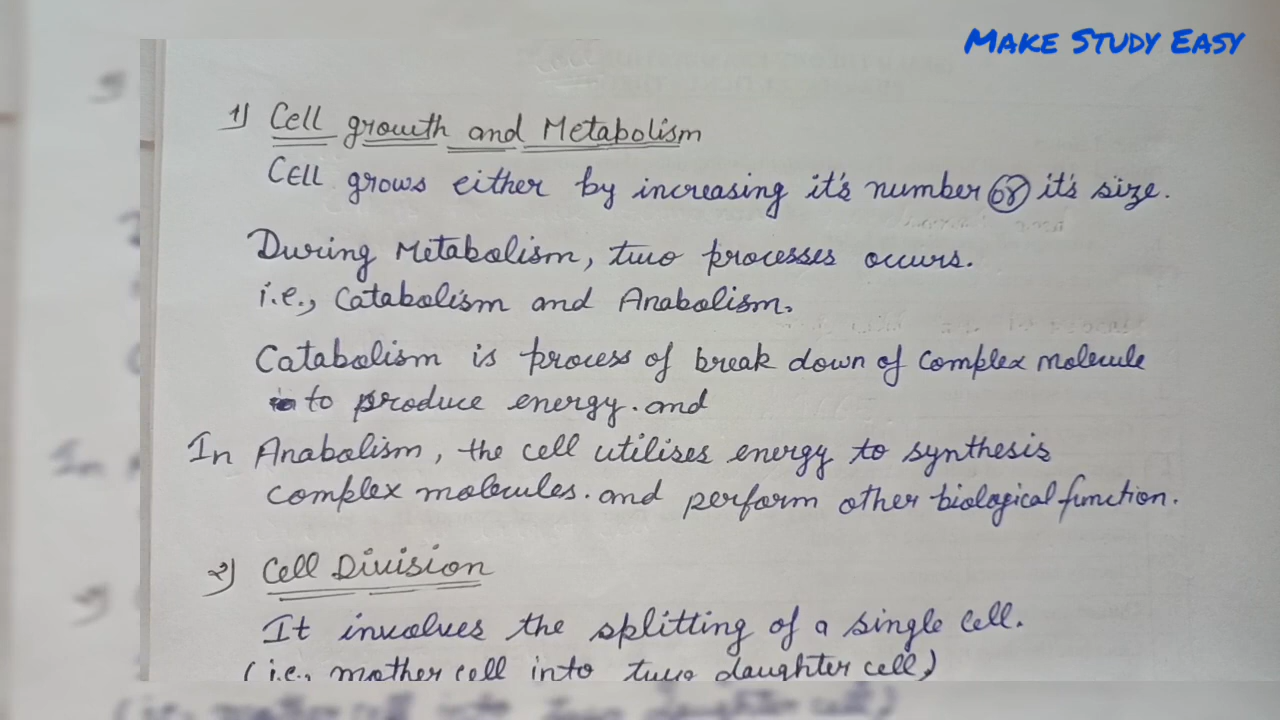 Make Study Easy
1) Cell growth and Metabolism
Cell grows either by increasing it's number or it's size.
During Metabolism, two processes occurs.
i.e., Catabolism and Anabolism.
Catabolism is process of break down of complex molecule
to produce energy. and
In Anabolism, the cell utilises energy to synthesis
complex molecules. and perform other biological function.
2) Cell Division
It involves the splitting of a single cell.
(i.e., mother cell into two daughter cell)